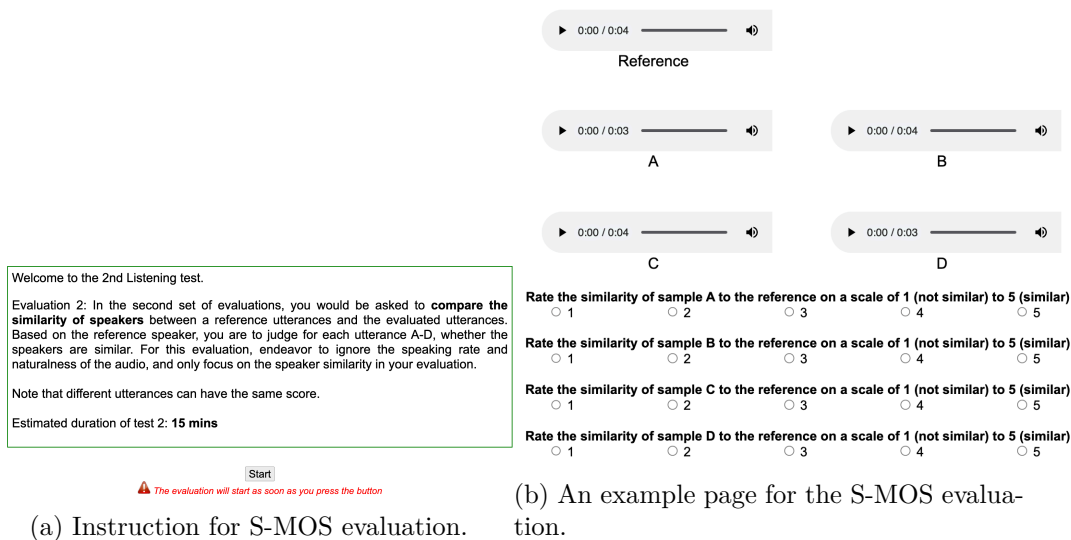 0:00 / 0:04
Reference
0:00 / 0:03
0:00 / 0:04
A
B
0:00 / 0:04
0:00 / 0:03
C
D
Welcome to the 2nd Listening test.
Evaluation 2: In the second set of evaluations, you would be asked to compare the
similarity of speakers between a reference utterances and the evaluated utterances.
Based on the reference speaker, you are to judge for each utterance A-D, whether the
speakers are similar. For this evaluation, endeavor to ignore the speaking rate and
naturalness of the audio, and only focus on the speaker similarity in your evaluation.
Note that different utterances can have the same score.
Estimated duration of test 2: 15 mins
Start
The evaluation will start as soon as you press the button
(a) Instruction for S-MOS evaluation.
Rate the similarity of sample A to the reference on a scale of 1 (not similar) to 5 (similar)
1 2 3 4 5
Rate the similarity of sample B to the reference on a scale of 1 (not similar) to 5 (similar)
1 2 3 4 5
Rate the similarity of sample C to the reference on a scale of 1 (not similar) to 5 (similar)
1 2 3 4 5
Rate the similarity of sample D to the reference on a scale of 1 (not similar) to 5 (similar)
1 2 3 4 5
(b) An example page for the S-MOS evalua-
tion.